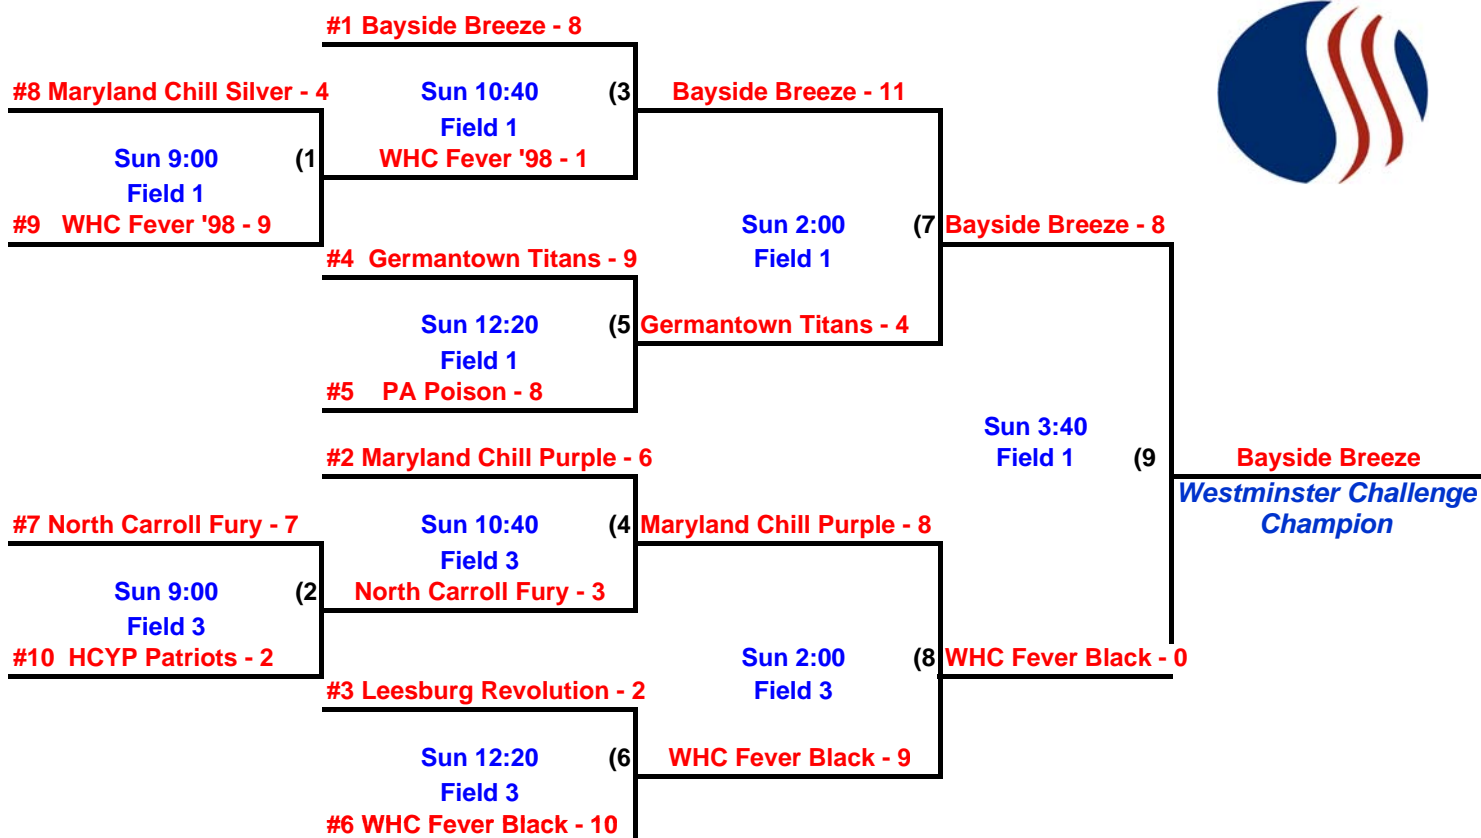 #1 Bayside Breeze - 8
#8 Maryland Chill Silver - 4
Sun 10:40
(3
Bayside Breeze - 11
Field 1
Sun 9:00
(1
WHC Fever '98 - 1
Field 1
#9 WHC Fever '98 - 9
Sun 2:00
(7
Bayside Breeze - 8
#4 Germantown Titans - 9
Field 1
Sun 12:20
(5
Germantown Titans - 4
Field 1
#5 PA Poison - 8
Sun 3:40
#2 Maryland Chill Purple - 6
Field 1
(9
Bayside Breeze
Westminster Challenge
Champion
#7 North Carroll Fury - 7
Sun 10:40
(4
Maryland Chill Purple - 8
Field 3
Sun 9:00
(2
North Carroll Fury - 3
Field 3
#10 HCYP Patriots - 2
Sun 2:00
(8
WHC Fever Black - 0
#3 Leesburg Revolution - 2
Field 3
Sun 12:20
(6
WHC Fever Black - 9
Field 3
#6 WHC Fever Black - 10